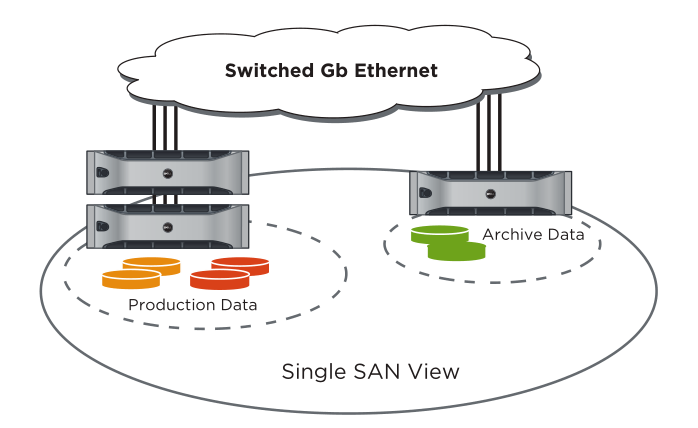 Switched Gb Ethernet
Archive Data
Production Data
Single SAN View